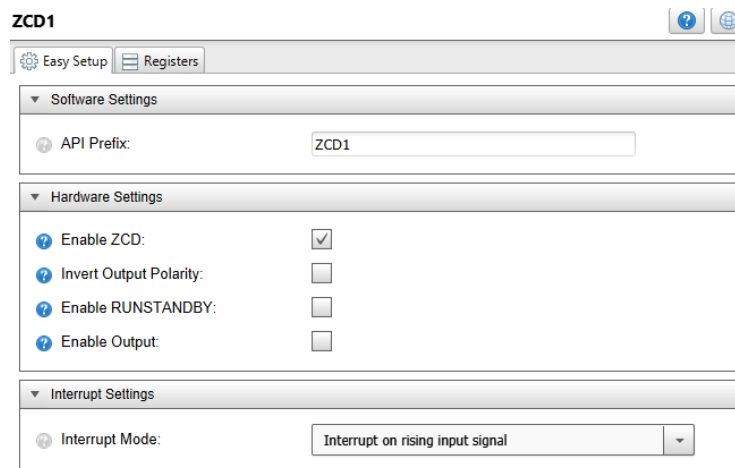 ZCD1
Easy Setup Registers
Software Settings
API Prefix: ZCD1
Hardware Settings
Enable ZCD:
Invert Output Polarity:
Enable RUNSTANDBY:
Enable Output:
Interrupt Settings
Interrupt Mode: Interrupt on rising input signal